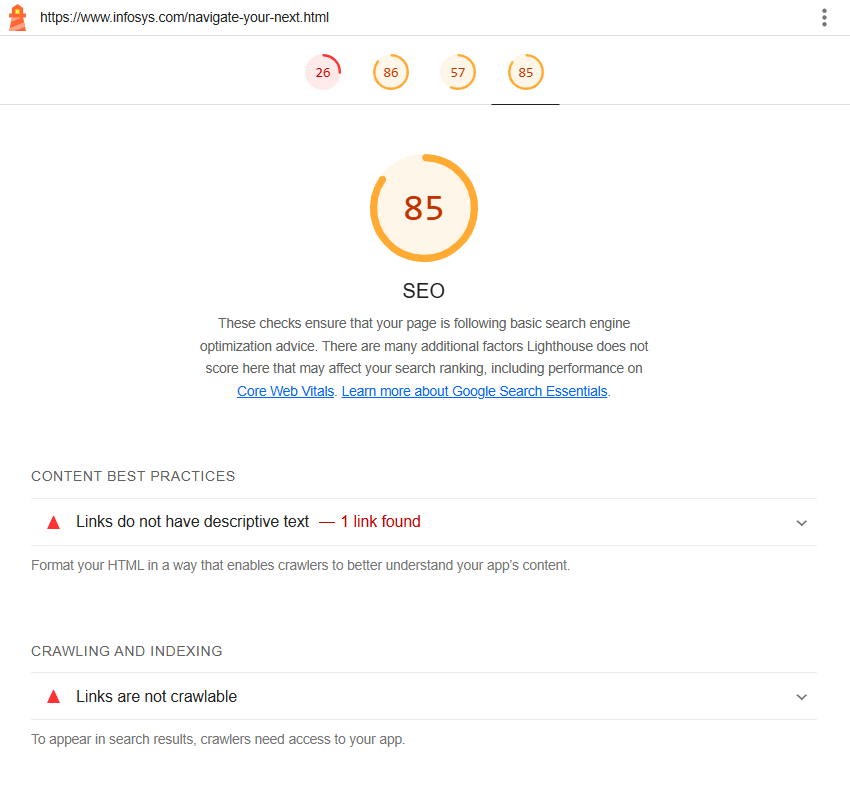 https://www.infosys.com/navigate-your-next.html
26 86 57 85
85
SEO
These checks ensure that your page is following basic search engine
optimization advice. There are many additional factors Lighthouse does not
score here that may affect your search ranking, including performance on
Core Web Vitals. Learn more about Google Search Essentials.
CONTENT BEST PRACTICES
Links do not have descriptive text — 1 link found
Format your HTML in a way that enables crawlers to better understand your app's content.
CRAWLING AND INDEXING
Links are not crawlable
To appear in search results, crawlers need access to your app.